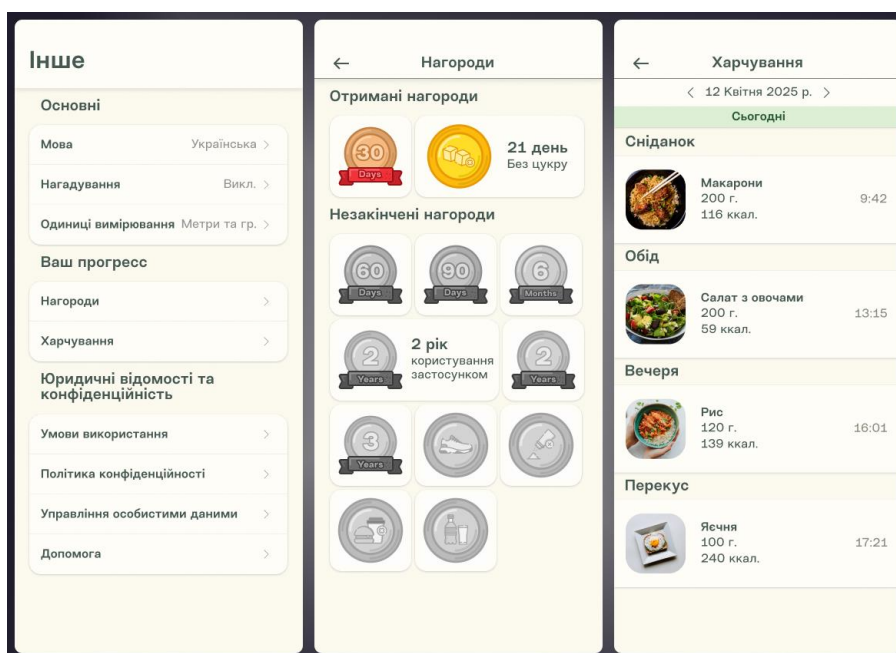 Інше
Основні
Мова Українська >
Нагадування Викл. >
Одиниці вимірювання Метри та гр. >
Ваш прогресс
Нагороди >
Харчування >
Юридичні відомості та
конфіденційність
Умови використання >
Політика конфіденційності >
Управління особистими даними >
Допомога >
← Нагороди
Отримані нагороди
30
Days
21 день
Без цукру
Незакінчені нагороди
60
Days
90
Days
6
Months
2
Years
2 рік
користування
застосунком
2
Years
3
Years
← Харчування
< 12 Квітня 2025 р. >
Сьогодні
Сніданок
Макарони
200 г.
116 ккал.
9:42
Обід
Салат з овочами
200 г.
59 ккал.
13:15
Вечеря
Рис
120 г.
139 ккал.
16:01
Перекус
Яєчня
100 г.
240 ккал.
17:21